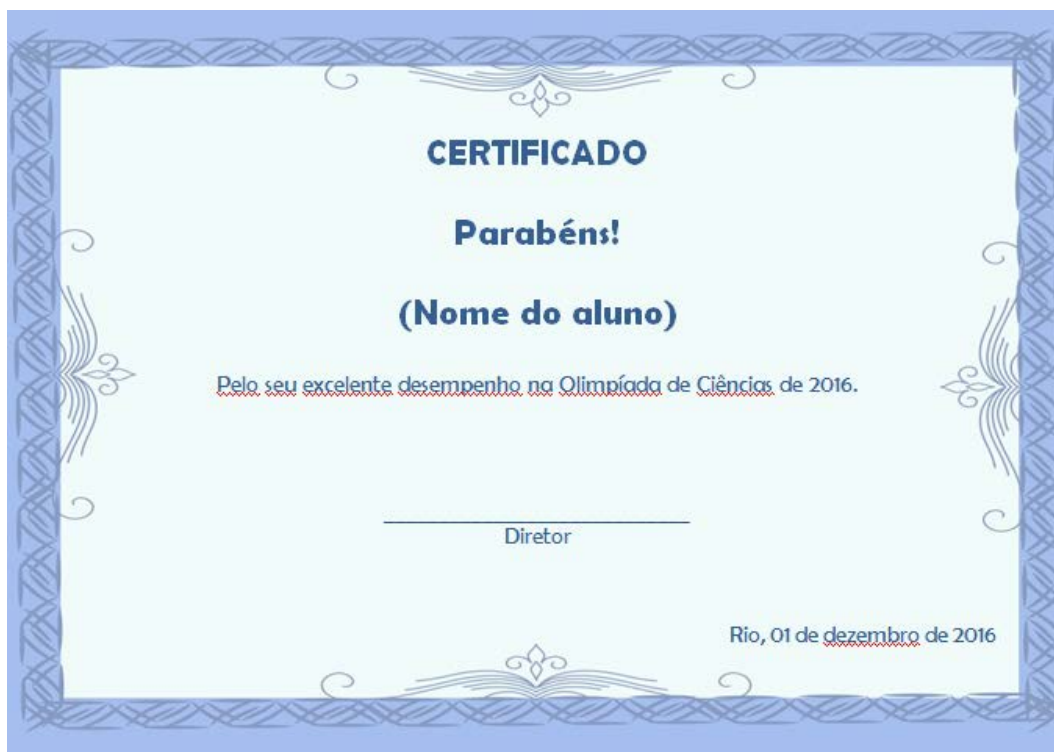 CERTIFICADO
Parabéns!
(Nome do aluno)
Pelo seu excelente desempenho na Olimpíada de Ciências de 2016.
Diretor
Rio, 01 de dezembro de 2016